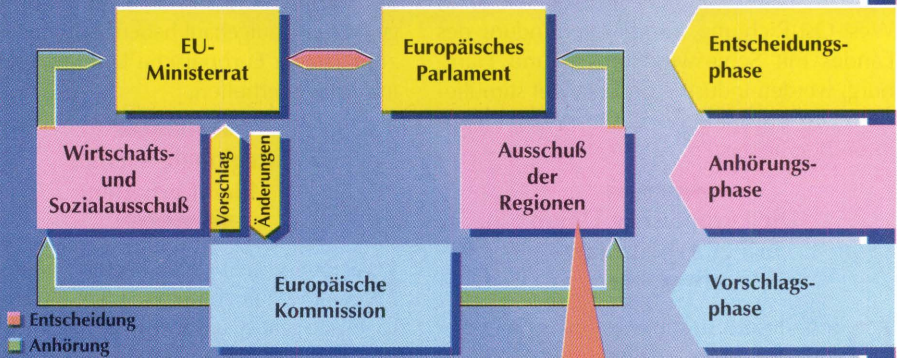 EU-
Ministerrat
Europäisches
Parlament
Entscheidungs-
phase
Wirtschafts-
und
Sozialausschuß
Vorschlag
Änderungen
Ausschuß
der
Regionen
Anhörungs-
phase
Europäische
Kommission
Vorschlags-
phase
Entscheidung
Anhörung